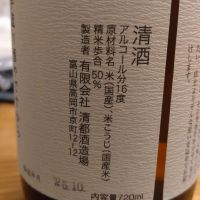 清酒
アルコール分16度
原材料名 米(国産)、米こうじ(国産米)
精米歩合 50%
製造者 有限会社 清都酒造場
富山県高岡市京町12-12
内容量720ml